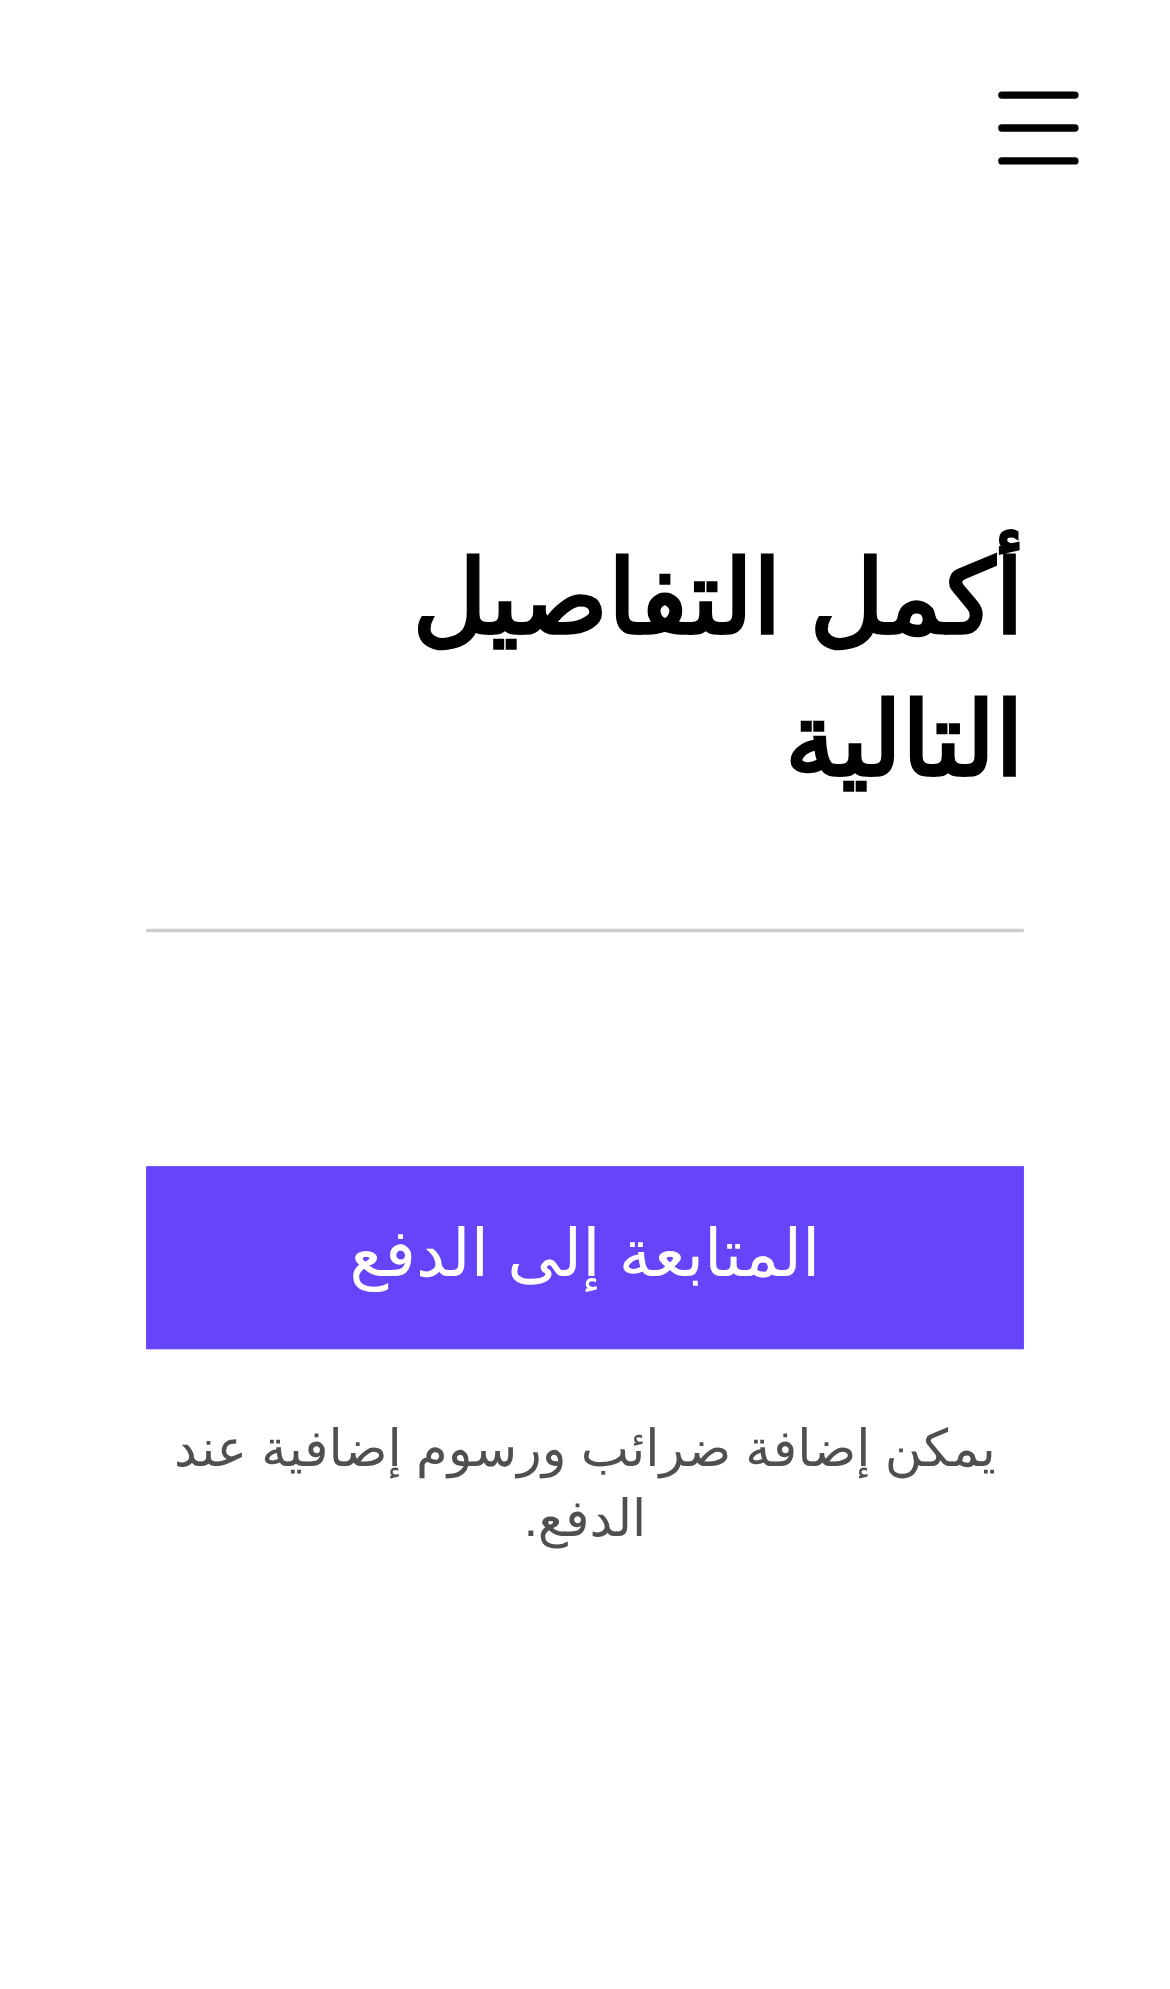 أكمل التفاصيل
التالية
المتابعة إلى الدفع
يمكن إضافة ضرائب ورسوم إضافية عند
الدفع.